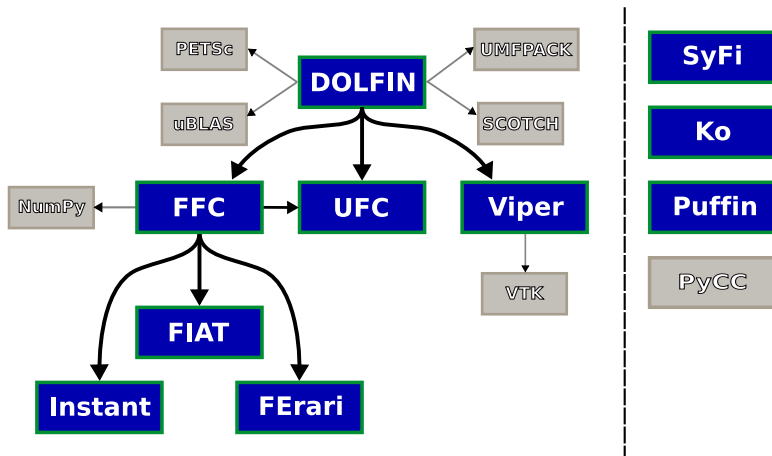 PETSc
UMFPACK
DOLFIN
SyFi
uBLAS
SCOTCH
Ko
NumPy
FFC
UFC
Viper
Puffin
VTK
PyCC
FIAT
Instant
FErari